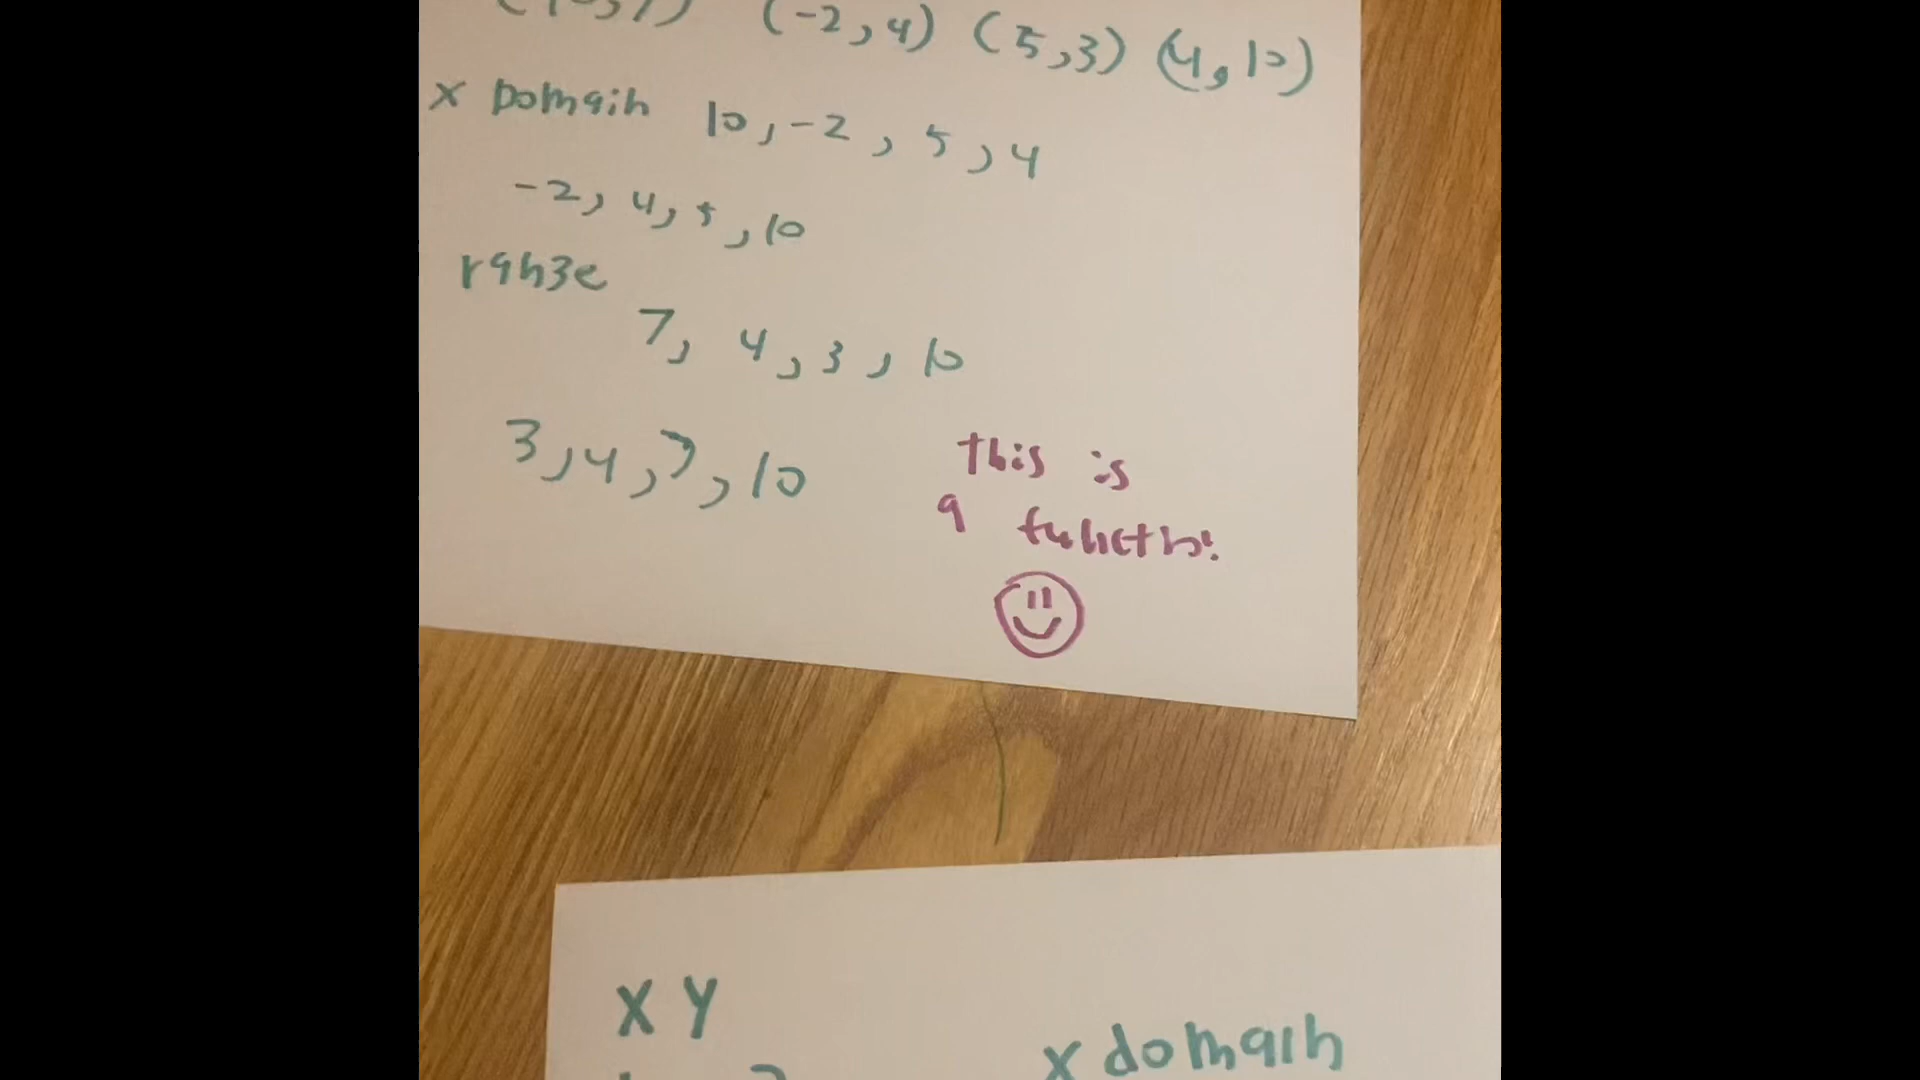 (-2,4) (5,3) (4,10)
x Domain 10,-2,5,4
-2,4,5,10
range
7,4,3,10
3,4,7,10
this is
a function!
x y
x domain